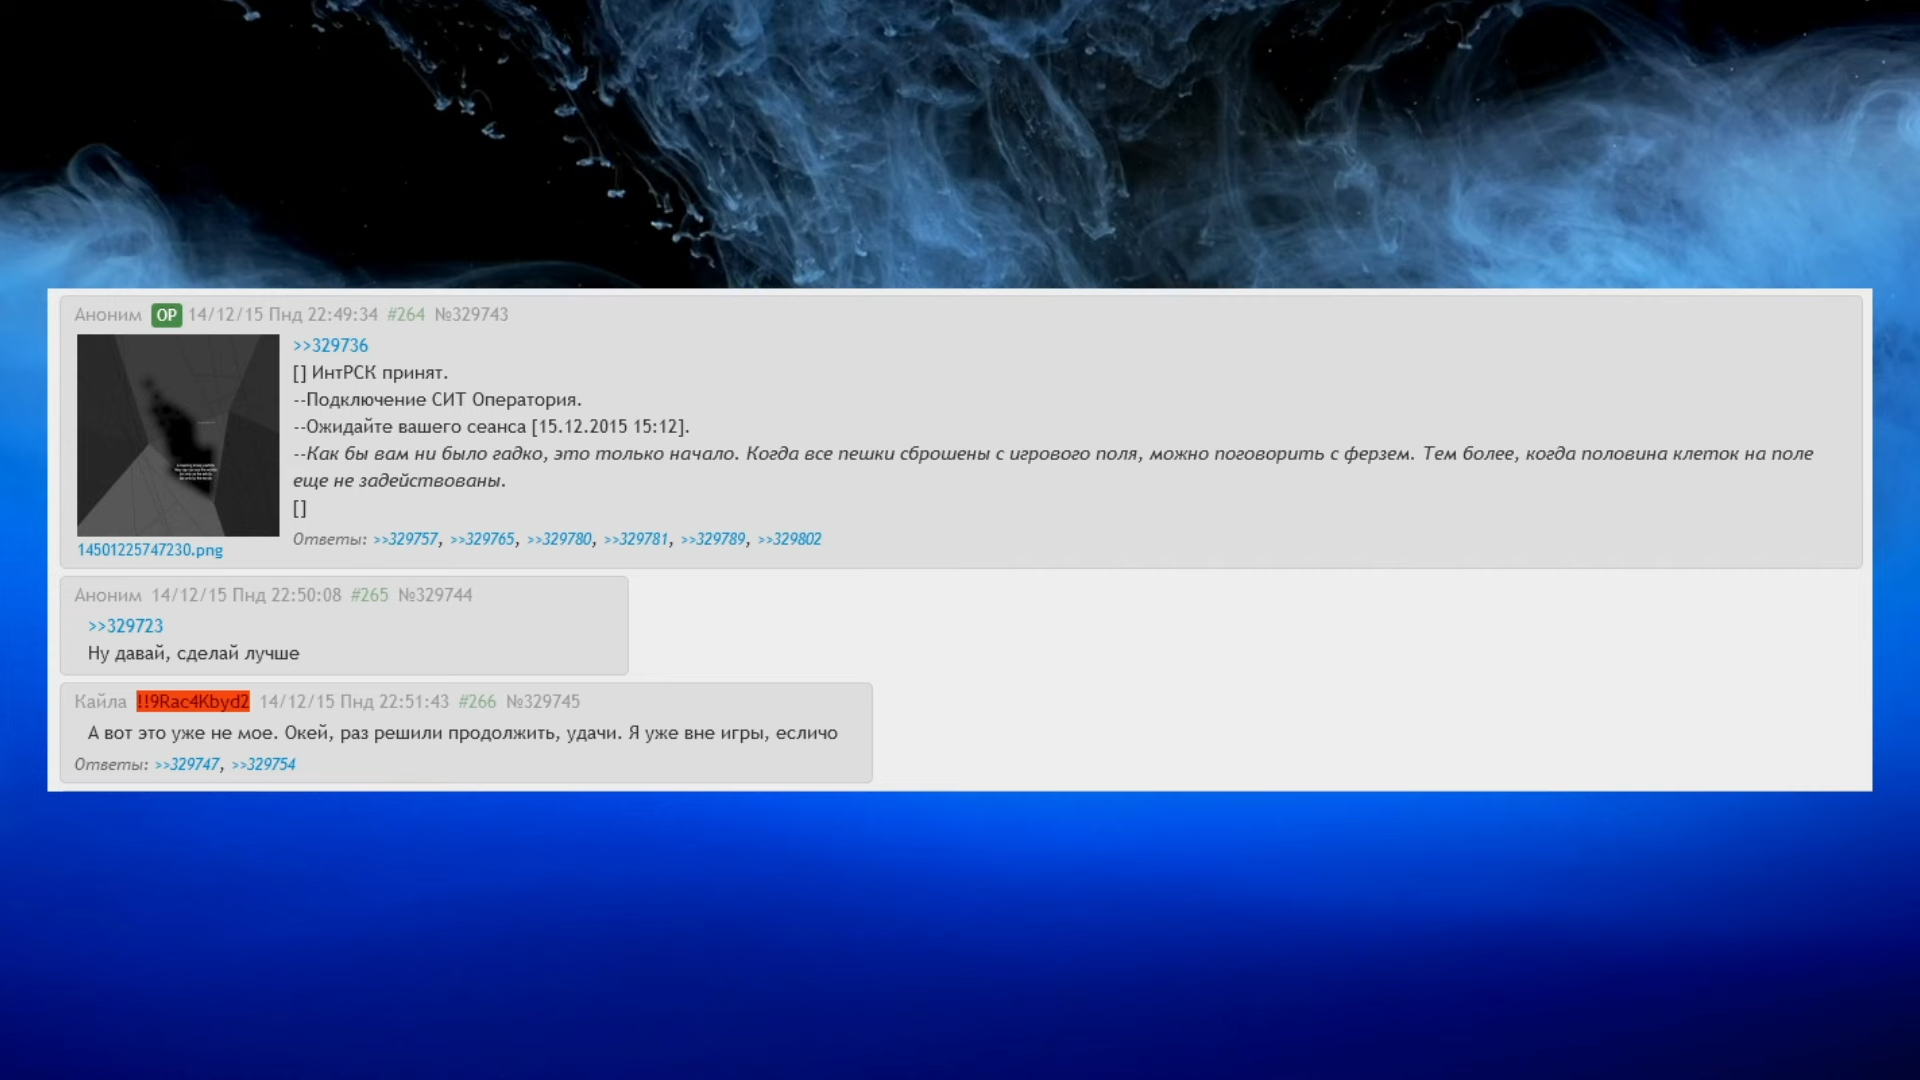 Аноним OP 14/12/15 Пнд 22:49:34 #264 №329743
>>329736
[] ИнтРСК принят.
--Подключение СИТ Оператория.
--Ожидайте вашего сеанса [15.12.2015 15:12].
--Как бы вам ни было гадко, это только начало. Когда все пешки сброшены с игрового поля, можно поговорить с ферзем. Тем более, когда половина клеток на поле
еще не задействованы.
[]
14501225747230.png
Ответы: >>329757, >>329765, >>329780, >>329781, >>329789, >>329802
Аноним 14/12/15 Пнд 22:50:08 #265 №329744
>>329723
Ну давай, сделай лучше
Кайла !!9Rac4Kbyd2 14/12/15 Пнд 22:51:43 #266 №329745
А вот это уже не мое. Окей, раз решили продолжить, удачи. Я уже вне игры, есличо
Ответы: >>329747, >>329754